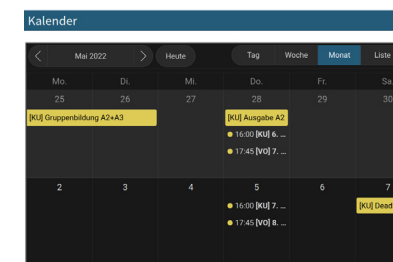 Kalender
Mai 2022 Heute Tag Woche Monat Liste
Mo. Di. Mi. Do. Fr. Sa.
25 26 27 28 29 30
[KU] Gruppenbildung A2+A3 [KU] Ausgabe A2
16:00 [KU] 6. ...
17:45 [VO] 7. ...
2 3 4 5 6 7
16:00 [KU] 7. ... [KU] Dead
17:45 [VO] 8. ...